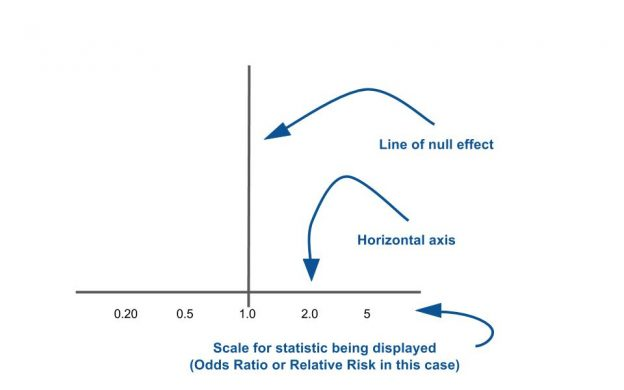 Line of null effect
Horizontal axis
0.20 0.5 1.0 2.0 5
Scale for statistic being displayed
(Odds Ratio or Relative Risk in this case)